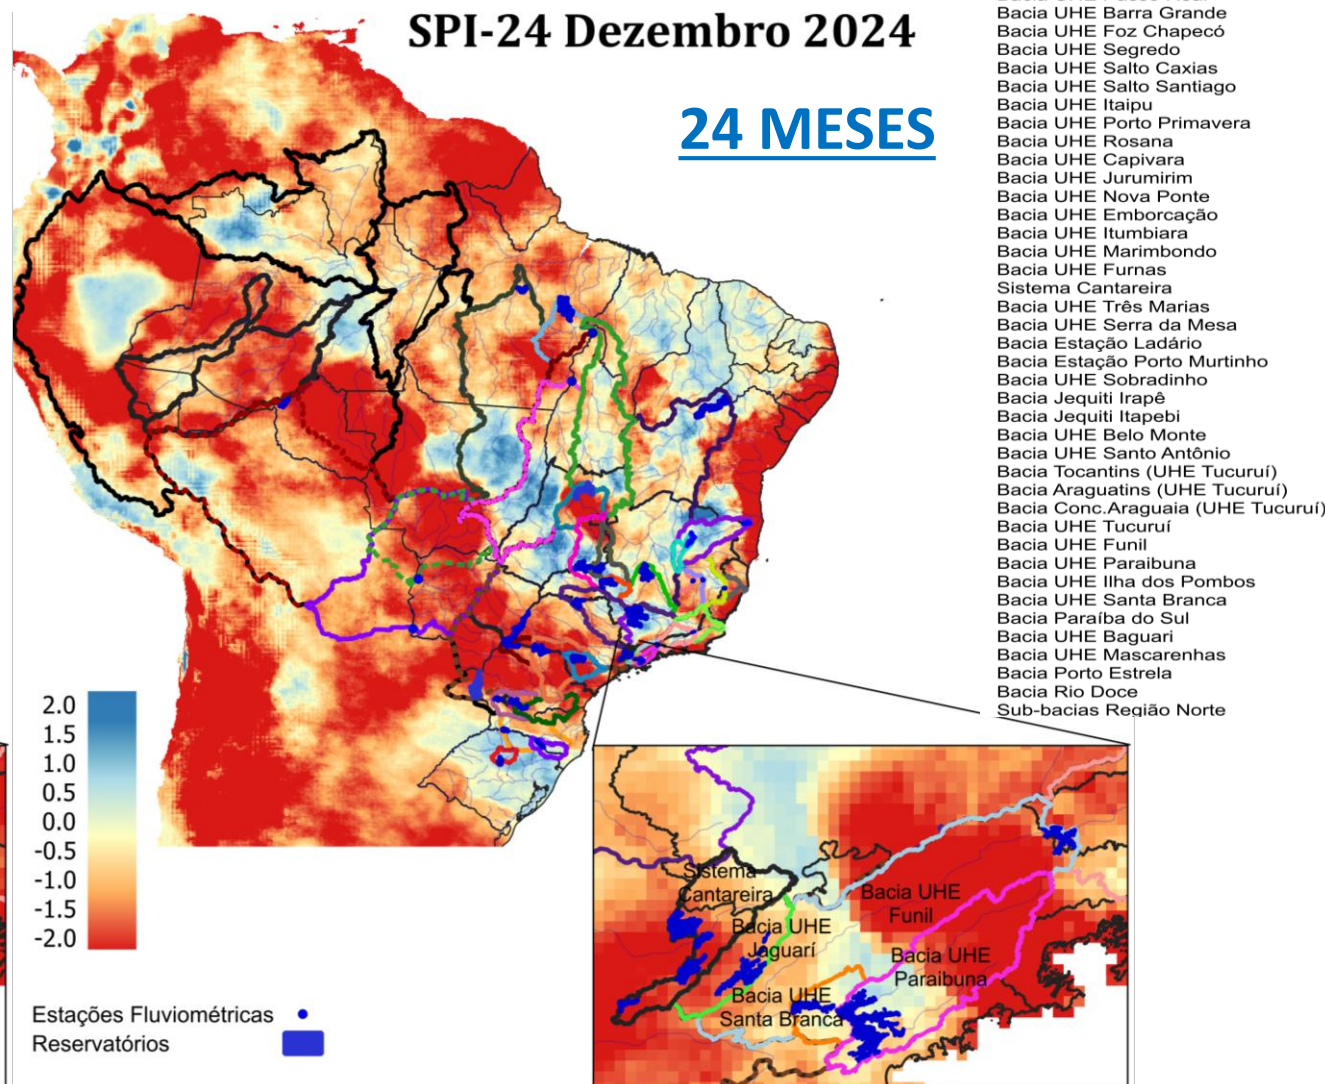 SPI-24 Dezembro 2024
24 MESES
Bacia UHE Barra Grande
Bacia UHE Foz Chapecó
Bacia UHE Segredo
Bacia UHE Salto Caxias
Bacia UHE Salto Santiago
Bacia UHE Itaipu
Bacia UHE Porto Primavera
Bacia UHE Rosana
Bacia UHE Capivara
Bacia UHE Jurumirim
Bacia UHE Nova Ponte
Bacia UHE Emborcação
Bacia UHE Itumbiara
Bacia UHE Marimbondo
Bacia UHE Furnas
Sistema Cantareira
Bacia UHE Três Marias
Bacia UHE Serra da Mesa
Bacia Estação Ladário
Bacia Estação Porto Murtinho
Bacia UHE Sobradinho
Bacia Jequiti Irapê
Bacia Jequiti Itapebi
Bacia UHE Belo Monte
Bacia UHE Santo Antônio
Bacia Tocantins (UHE Tucuruí)
Bacia Araguatins (UHE Tucuruí)
Bacia Conc.Araguaia (UHE Tucuruí)
Bacia UHE Tucuruí
Bacia UHE Funil
Bacia UHE Paraibuna
Bacia UHE Ilha dos Pombos
Bacia UHE Santa Branca
Bacia Paraíba do Sul
Bacia UHE Baguari
Bacia UHE Mascarenhas
Bacia Porto Estrela
Bacia Rio Doce
Sub-bacias Região Norte
2.0
1.5
1.0
0.5
0.0
-0.5
-1.0
-1.5
-2.0
Estações Fluviométricas
Reservatórios
Sistema
Cantareira
Bacia UHE
Funil
Bacia UHE
Jaguarí
Bacia UHE
Paraibuna
Bacia UHE
Santa Branca